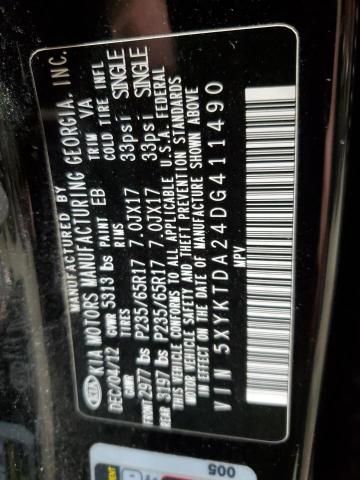 MANUFACTURED BY
KIA KIA MOTORS MANUFACTURING GEORGIA, INC.
DEC/04/12 GVWR 5313 lbs PAINT EB TRIM VA
GAWR TIRES RIMS COLD TIRE INFL
FRONT 2977 lbs P235/65R17 7.0JX17 33psi SINGLE
REAR 3197 lbs P235/65R17 7.0JX17 33psi SINGLE
THIS VEHICLE CONFORMS TO ALL APPLICABLE U.S.A. FEDERAL
MOTOR VEHICLE SAFETY AND THEFT PREVENTION STANDARDS
IN EFFECT ON THE DATE OF MANUFACTURE SHOWN ABOVE
VIN 5XYKTDA24DG411490
MPV
005